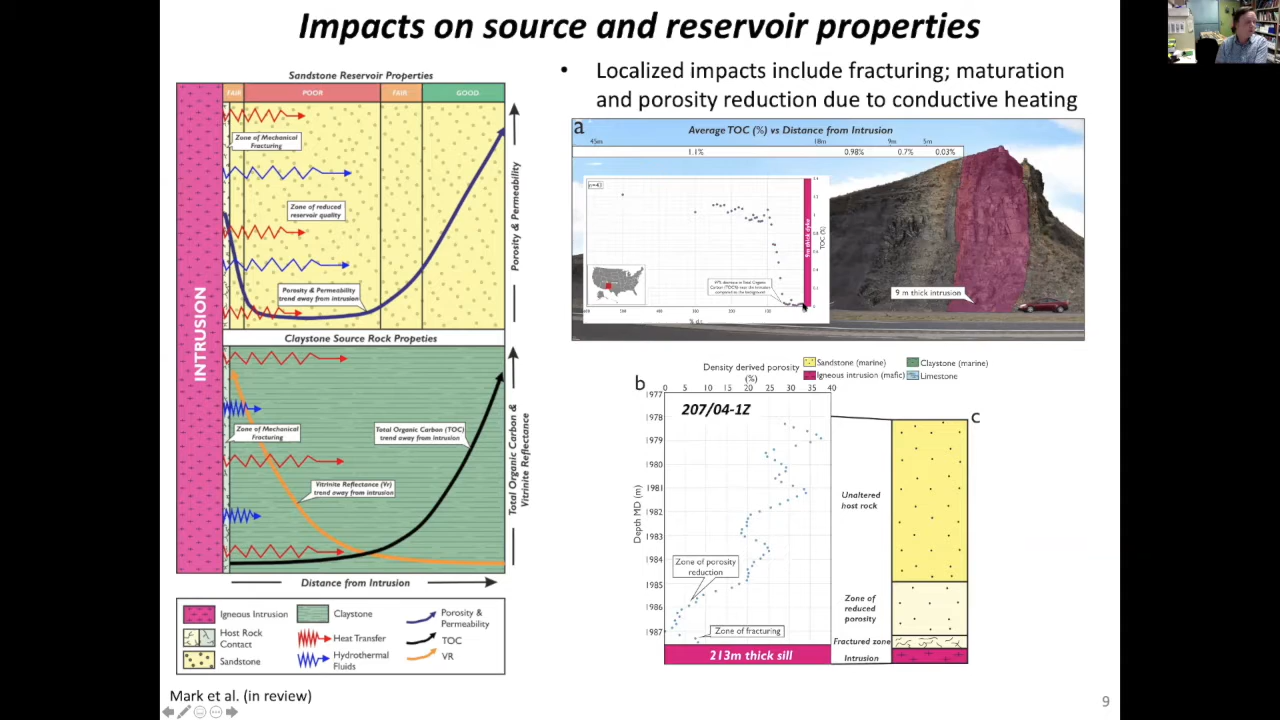 Impacts on source and reservoir properties
• Localized impacts include fracturing; maturation
and porosity reduction due to conductive heating
Sandstone Reservoir Properties
FAIR POOR FAIR GOOD
Zone of Mechanical
Fracturing
Zone of reduced
reservoir quality
Porosity & Permeability
trend away from intrusion
Porosity & Permeability
INTRUSION
Claystone Source Rock Propeties
Zone of Mechanical
Fracturing
Total Organic Carbon (TOC)
trend away from intrusion
Vitrinite Reflectance (Vr)
trend away from intrusion
Total Organic Carbon &
Vitrinite Reflectance
Distance from Intrusion
Igneous Intrusion
Host Rock
Contact
Sandstone
Claystone
Heat Transfer
Hydrothermal
Fluids
Porosity &
Permeability
TOC
VR
Mark et al. (in review)
a
Average TOC (%) vs Distance from Intrusion
45m 18m 9m 5m
1.1% 0.98% 0.7% 0.03%
n=40
9m thick dyke
TOC (%)
9 m thick intrusion
Density derived porosity
(%)
Sandstone (marine)
Claystone (marine)
Igneous intrusion (mafic)
Limestone
b
0 5 10 15 20 25 30 35 40
1977
207/04-1Z
1978
1979
1980
1981
1982
1983
1984
1985
1986
1987
Depth MD (m)
Zone of porosity
reduction
Zone of fracturing
213m thick sill
c
Unaltered
host rock
Zone of
reduced
porosity
Fractured zone
Intrusion
9